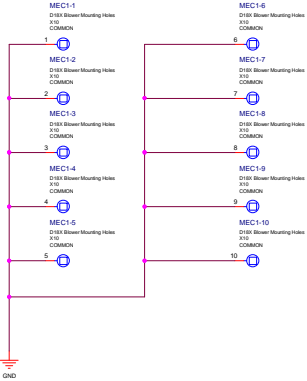 MEC1-1
D18X Blower Mounting Holes
X10
COMMON
1
MEC1-2
D18X Blower Mounting Holes
X10
COMMON
2
MEC1-3
D18X Blower Mounting Holes
X10
COMMON
3
MEC1-4
D18X Blower Mounting Holes
X10
COMMON
4
MEC1-5
D18X Blower Mounting Holes
X10
COMMON
5
GND
MEC1-6
D18X Blower Mounting Holes
X10
COMMON
6
MEC1-7
D18X Blower Mounting Holes
X10
COMMON
7
MEC1-8
D18X Blower Mounting Holes
X10
COMMON
8
MEC1-9
D18X Blower Mounting Holes
X10
COMMON
9
MEC1-10
D18X Blower Mounting Holes
X10
COMMON
10